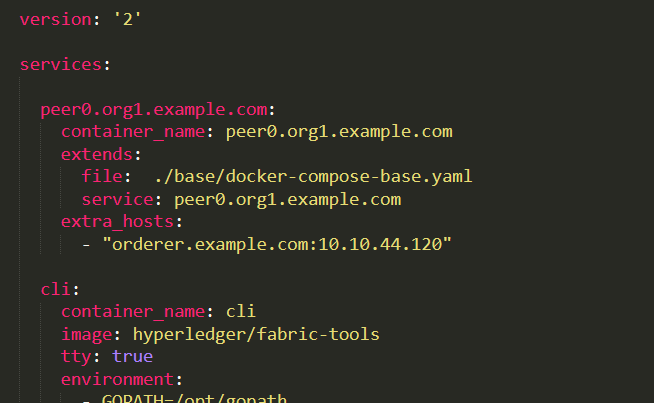 version: '2'
services:
peer0.org1.example.com:
container_name: peer0.org1.example.com
extends:
file:  ./base/docker-compose-base.yaml
service: peer0.org1.example.com
extra_hosts:
- "orderer.example.com:10.10.44.120"
cli:
container_name: cli
image: hyperledger/fabric-tools
tty: true
environment:
- GOPATH=/opt/gopath